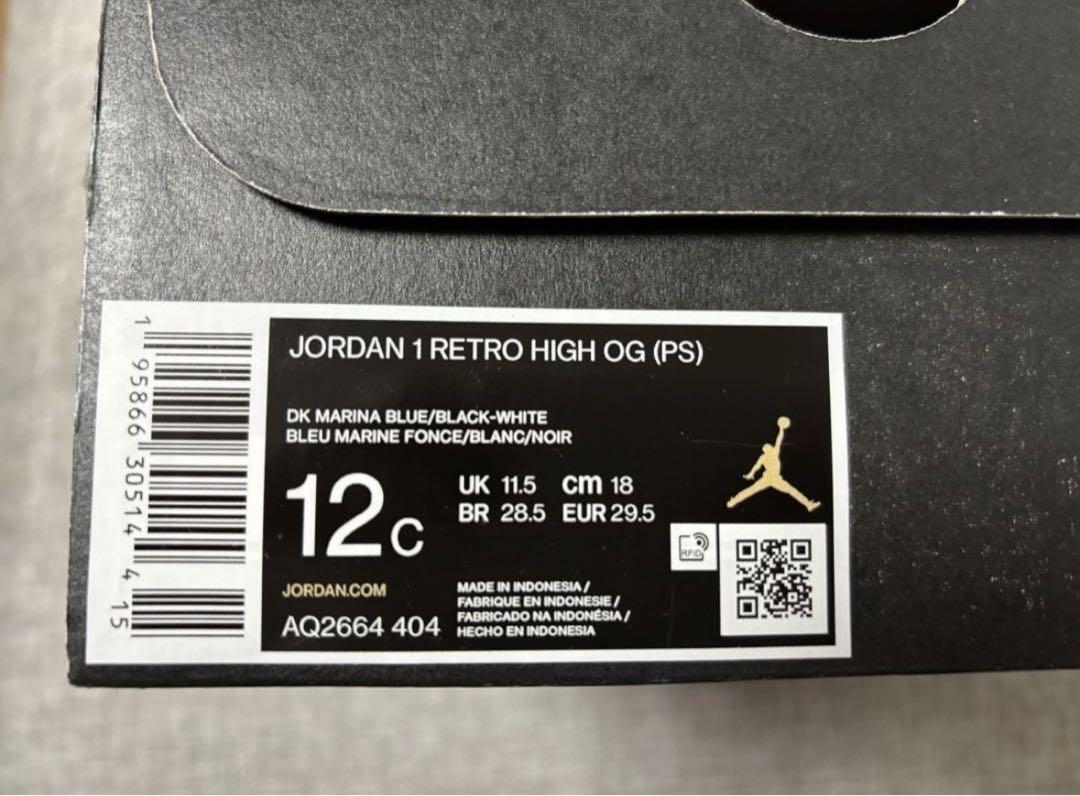 1 95866 30514 4 15
JORDAN 1 RETRO HIGH OG (PS)
DK MARINA BLUE/BLACK-WHITE
BLEU MARINE FONCE/BLANC/NOIR
12c
UK 11.5 cm 18
BR 28.5 EUR 29.5
RFID
JORDAN.COM
AQ2664 404
MADE IN INDONESIA /
FABRIQUE EN INDONESIE /
FABRICADO NA INDONÉSIA /
HECHO EN INDONESIA